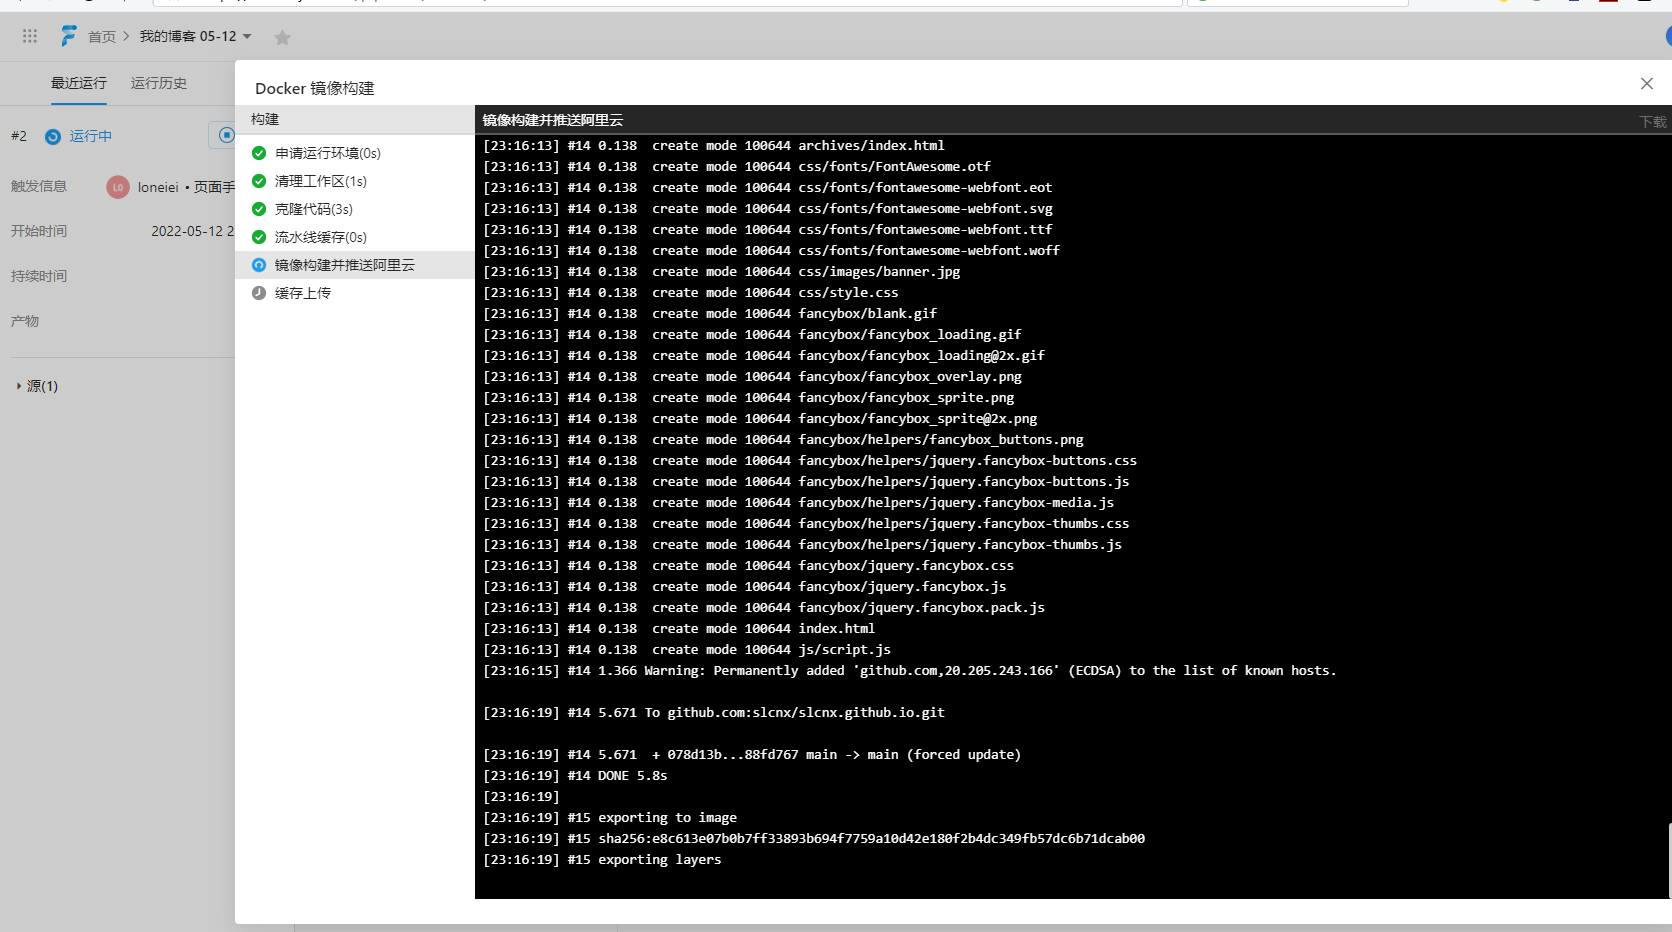 首页 > 我的博客 05-12
最近运行 运行历史
#2 运行中
触发信息 LO loneiei • 页面手
开始时间 2022-05-12 2
持续时间
产物
源(1)
Docker 镜像构建
构建
申请运行环境(0s)
清理工作区(1s)
克隆代码(3s)
流水线缓存(0s)
镜像构建并推送阿里云
缓存上传
镜像构建并推送阿里云
下载
[23:16:13] #14 0.138  create mode 100644 archives/index.html
[23:16:13] #14 0.138  create mode 100644 css/fonts/FontAwesome.otf
[23:16:13] #14 0.138  create mode 100644 css/fonts/fontawesome-webfont.eot
[23:16:13] #14 0.138  create mode 100644 css/fonts/fontawesome-webfont.svg
[23:16:13] #14 0.138  create mode 100644 css/fonts/fontawesome-webfont.ttf
[23:16:13] #14 0.138  create mode 100644 css/fonts/fontawesome-webfont.woff
[23:16:13] #14 0.138  create mode 100644 css/images/banner.jpg
[23:16:13] #14 0.138  create mode 100644 css/style.css
[23:16:13] #14 0.138  create mode 100644 fancybox/blank.gif
[23:16:13] #14 0.138  create mode 100644 fancybox/fancybox_loading.gif
[23:16:13] #14 0.138  create mode 100644 fancybox/fancybox_loading@2x.gif
[23:16:13] #14 0.138  create mode 100644 fancybox/fancybox_overlay.png
[23:16:13] #14 0.138  create mode 100644 fancybox/fancybox_sprite.png
[23:16:13] #14 0.138  create mode 100644 fancybox/fancybox_sprite@2x.png
[23:16:13] #14 0.138  create mode 100644 fancybox/helpers/fancybox_buttons.png
[23:16:13] #14 0.138  create mode 100644 fancybox/helpers/jquery.fancybox-buttons.css
[23:16:13] #14 0.138  create mode 100644 fancybox/helpers/jquery.fancybox-buttons.js
[23:16:13] #14 0.138  create mode 100644 fancybox/helpers/jquery.fancybox-media.js
[23:16:13] #14 0.138  create mode 100644 fancybox/helpers/jquery.fancybox-thumbs.css
[23:16:13] #14 0.138  create mode 100644 fancybox/helpers/jquery.fancybox-thumbs.js
[23:16:13] #14 0.138  create mode 100644 fancybox/jquery.fancybox.css
[23:16:13] #14 0.138  create mode 100644 fancybox/jquery.fancybox.js
[23:16:13] #14 0.138  create mode 100644 fancybox/jquery.fancybox.pack.js
[23:16:13] #14 0.138  create mode 100644 index.html
[23:16:13] #14 0.138  create mode 100644 js/script.js
[23:16:15] #14 1.366 Warning: Permanently added 'github.com,20.205.243.166' (ECDSA) to the list of known hosts.
[23:16:19] #14 5.671 To github.com:slcnx/slcnx.github.io.git
[23:16:19] #14 5.671  + 078d13b...88fd767 main -> main (forced update)
[23:16:19] #14 DONE 5.8s
[23:16:19]
[23:16:19] #15 exporting to image
[23:16:19] #15 sha256:e8c613e07b0b7ff33893b694f7759a10d42e180f2b4dc349fb57dc6b71dcab00
[23:16:19] #15 exporting layers